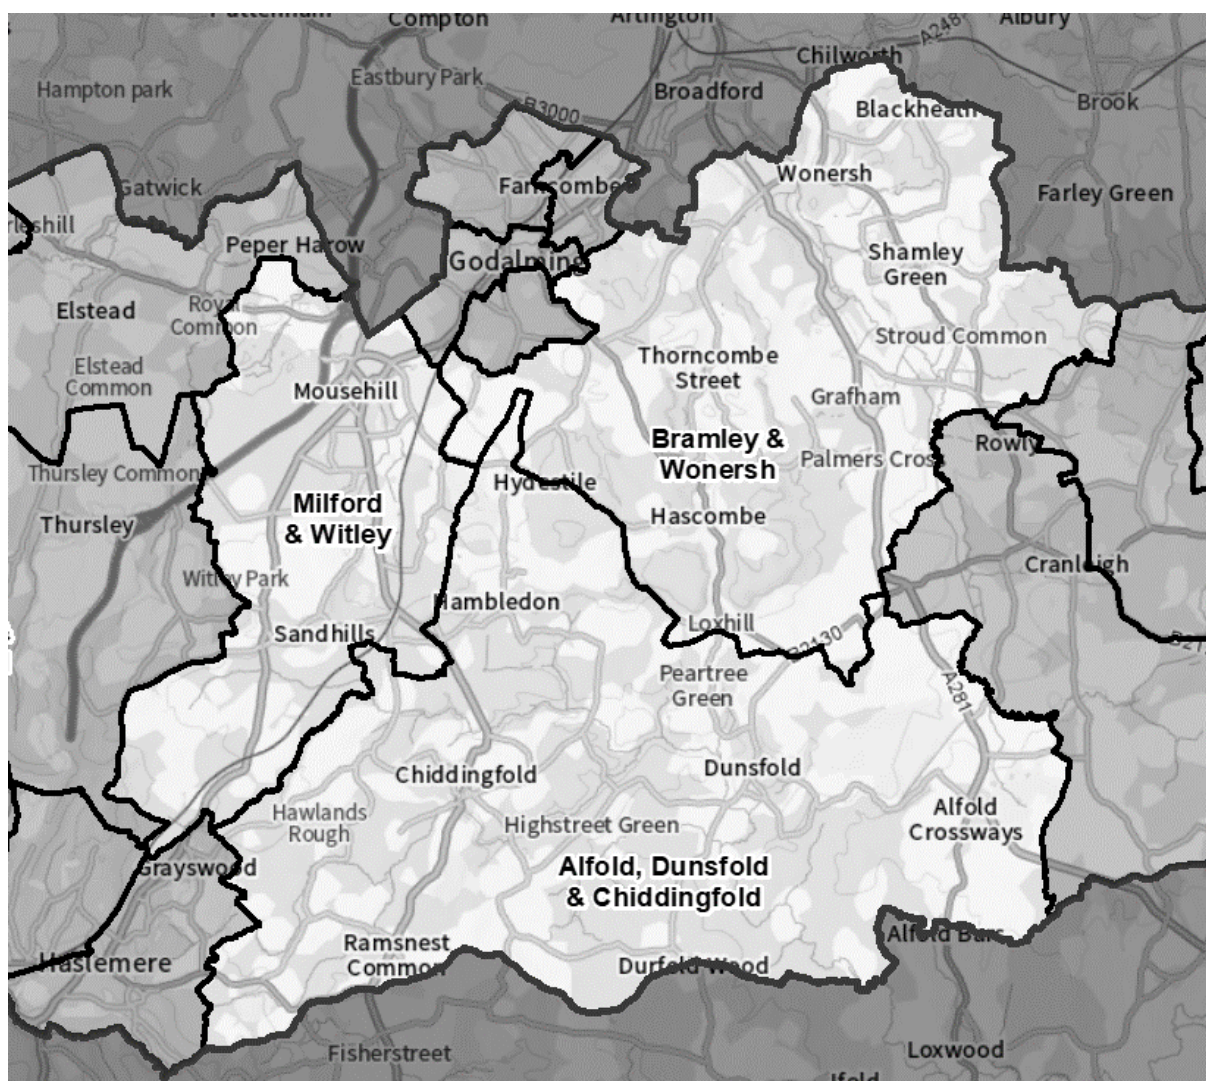 Compton
Artington
Albury
A248
Chilworth
Eastbury Park
Hampton park
Broadford
Brook
B3000
Blackheath
Gatwick
Farncombe
Wonersh
Farley Green
Peper Harow
Godalming
Shamley
Green
Elstead
Royal
Common
Stroud Common
Elstead
Common
Thorncombe
Street
Mousehill
Grafham
Bramley &
Wonersh
Rowly
Palmers Cross
Thursley Common
Hydestile
Milford
& Witley
Hascombe
Thursley
Cranleigh
Witley Park
Hambledon
Loxhill
Sandhills
B2130
Peartree
Green
A281
Chiddingfold
Dunsfold
Hawlands
Rough
Highstreet Green
Alfold
Crossways
Grayswood
Alfold, Dunsfold
& Chiddingfold
Alfold Bars
Ramsnest
Common
Haslemere
Durfold Wood
Fisherstreet
Loxwood